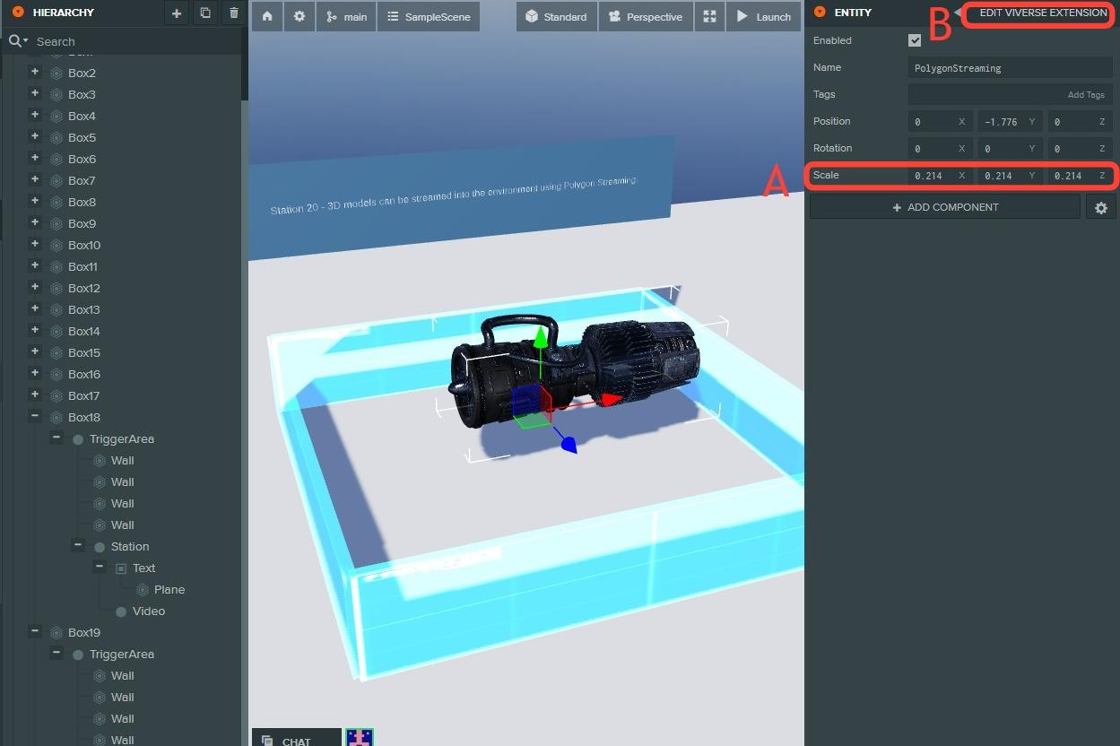 HIERARCHY
Search
Box2
Box3
Box4
Box5
Box6
Box7
Box8
Box9
Box10
Box11
Box12
Box13
Box14
Box15
Box16
Box17
Box18
TriggerArea
Wall
Wall
Wall
Wall
Station
Text
Plane
Video
Box19
TriggerArea
Wall
Wall
Wall
Wall
main
SampleScene
Standard
Perspective
Launch
Station 20 - 3D models can be streamed into the environment using Polygon Streaming.
CHAT
ENTITY
B
EDIT VIVERSE EXTENSION
Enabled
Name PolygonStreaming
Tags Add Tags
Position 0 X -1.776 Y 0 Z
Rotation 0 X 0 Y 0 Z
A
Scale 0.214 X 0.214 Y 0.214 Z
+ ADD COMPONENT